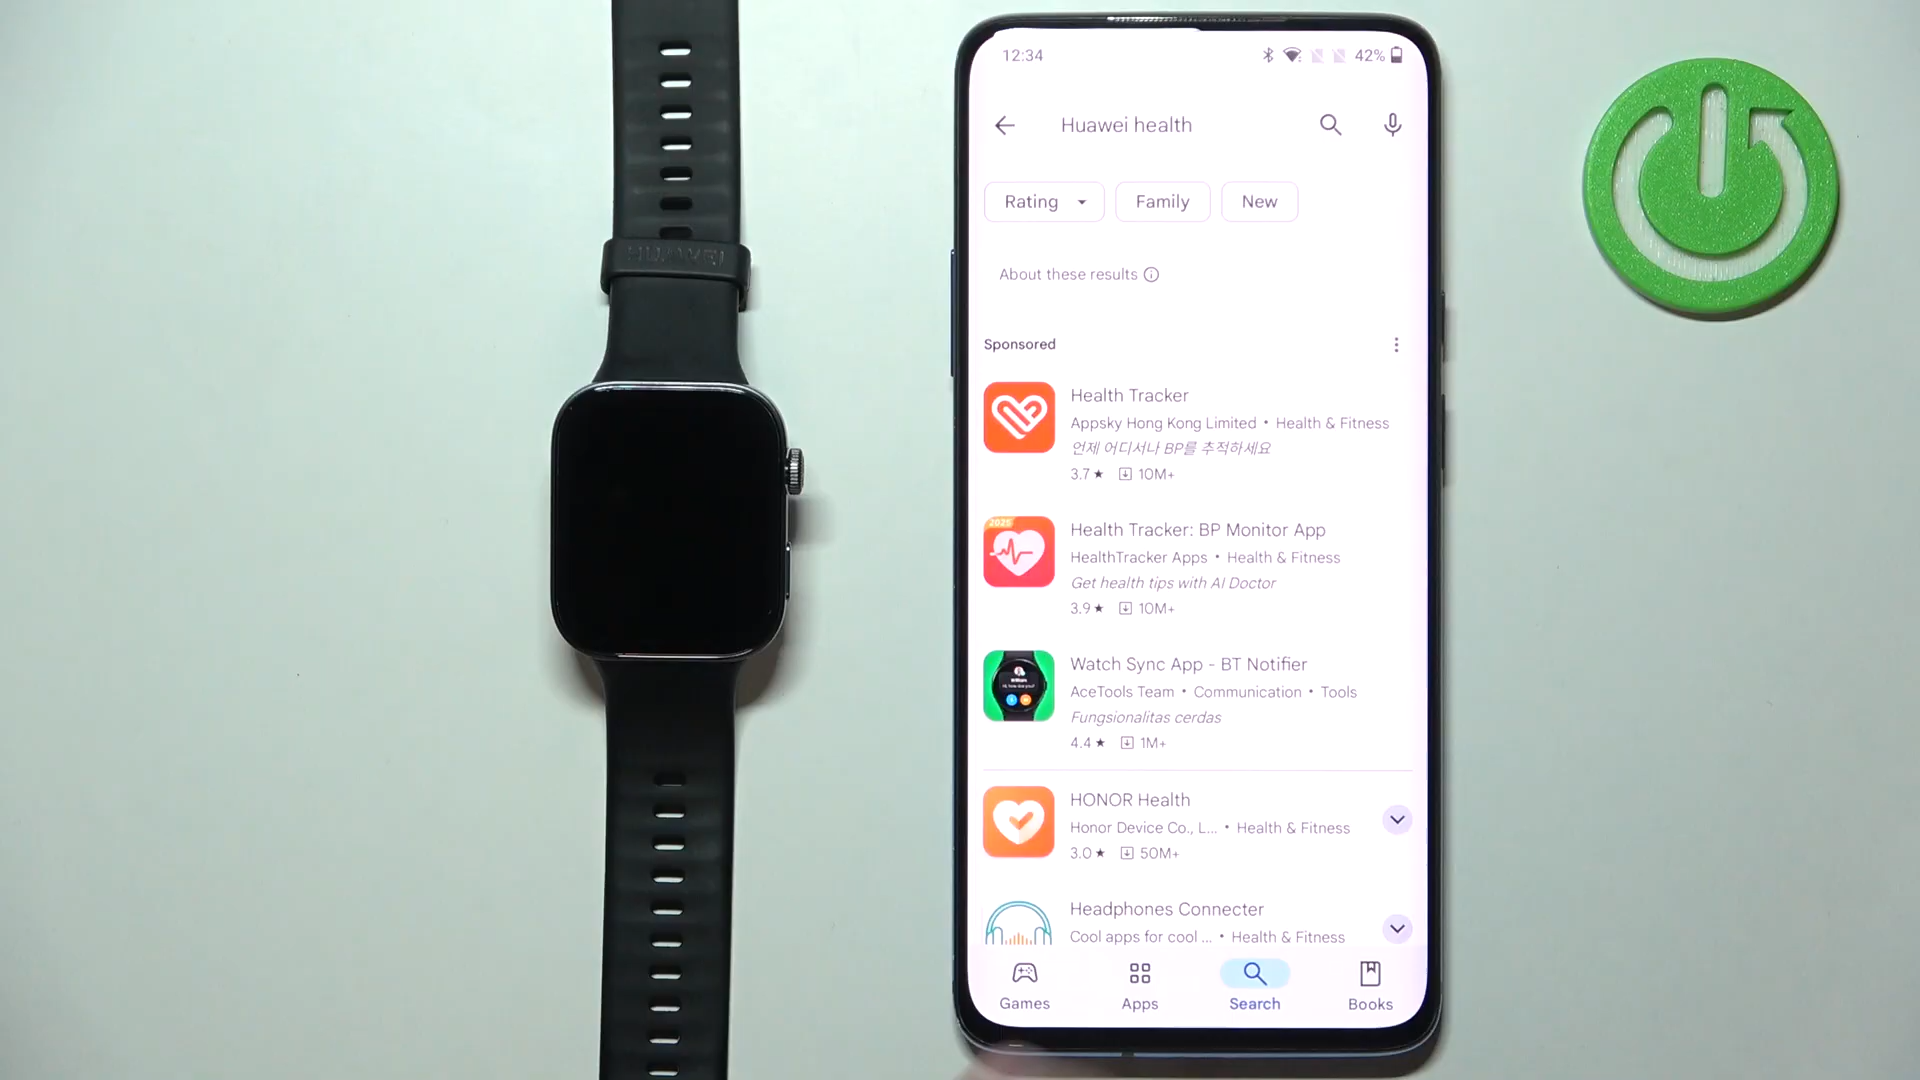 HUAWEI
12:34
42%
Huawei health
Rating
Family
New
About these results
Sponsored
Health Tracker
Appsky Hong Kong Limited • Health & Fitness
언제 어디서나 BP를 추적하세요
3.7★ 10M+
2025
Health Tracker: BP Monitor App
HealthTracker Apps • Health & Fitness
Get health tips with AI Doctor
3.9★ 10M+
Watch Sync App - BT Notifier
AceTools Team • Communication • Tools
Fungsionalitas cerdas
4.4★ 1M+
HONOR Health
Honor Device Co., L... • Health & Fitness
3.0★ 50M+
Headphones Connecter
Cool apps for cool ... • Health & Fitness
Games
Apps
Search
Books